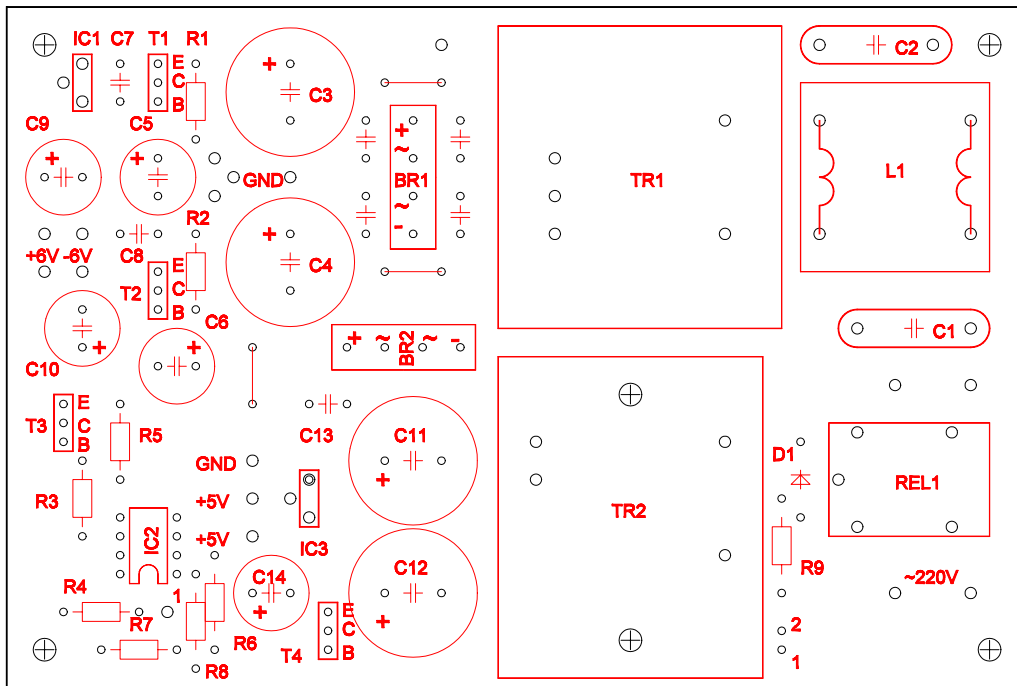 IC1 C7 T1 R1
E
C
B
+
C3
C2
C9 C5
+ + + ~
GND BR1 TR1 L1
~
-
R2
+6V -6V C8
+
C4
E
T2 C
B
C6
+ ~ ~ -
BR2
C1
C10
+
+
E
T3 C
B
R5
C13 C11
+
GND
D1
R3
+5V
REL1
TR2
IC2
+5V
IC3
C14 C12
+
+
R9
~220V
R4
1
E
C
B
R7
R6
T4
R8
2
1